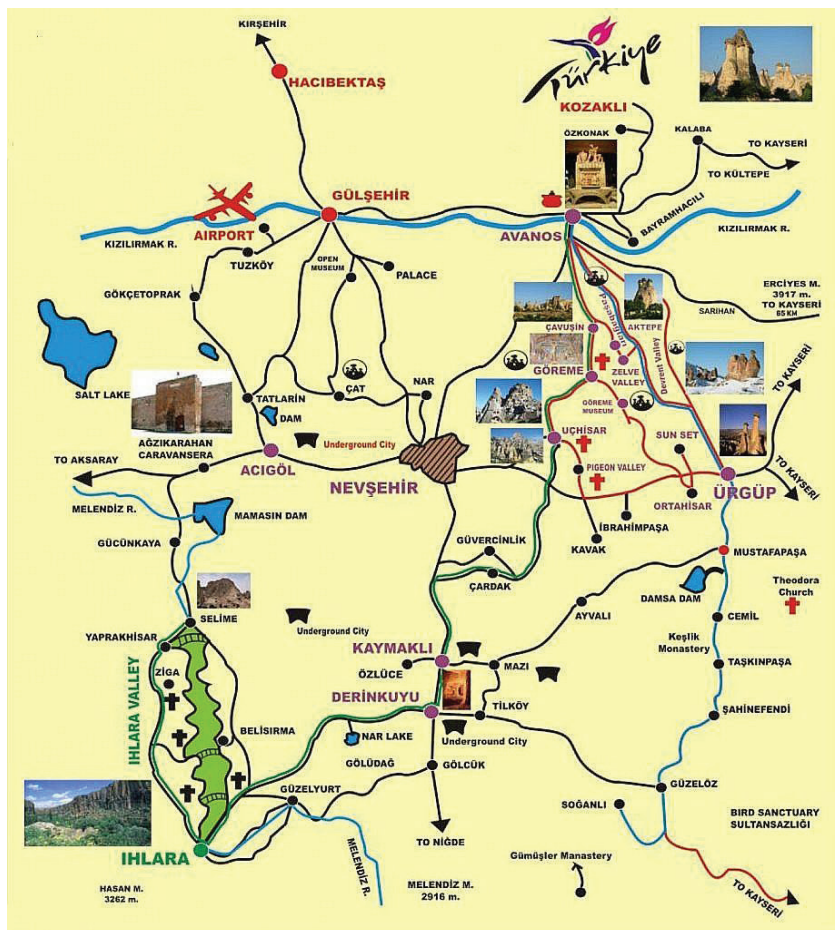 KIRŞEHİR
HACIBEKTAŞ
Türkiye
KOZAKLI
ÖZKONAK
KALABA
TO KAYSERİ
TO KÜLTEPE
GÜLŞEHİR
AIRPORT
KIZILIRMAK R.
AVANOS
BAYRAMHACILI
KIZILIRMAK R.
TUZKÖY
OPEN
MUSEUM
PALACE
GÖKÇETOPRAK
ERCİYES M.
3917 m.
TO KAYSERİ
65 KM
SARIHAN
Paşabağları
ÇAVUŞİN
AKTEPE
GÖREME
ZELVE
VALLEY
Devrent Valley
SALT LAKE
TATLARİN
DAM
ÇAT
NAR
GÖREME
MUSEUM
TO KAYSERİ
AĞZIKARAHAN
CARAVANSERA
Underground City
UÇHİSAR
SUN SET
TO AKSARAY
ACIGÖL
NEVŞEHİR
PIGEON VALLEY
ORTAHİSAR
ÜRGÜP
TO KAYSERİ
MELENDİZ R.
MAMASIN DAM
İBRAHİMPAŞA
KAVAK
GÜCÜNKAYA
GÜVERCİNLİK
MUSTAFAPAŞA
ÇARDAK
DAMSA DAM
Theodora
Church
SELİME
AYVALI
CEMİL
Underground City
YAPRAKHİSAR
KAYMAKLI
Keşlik
Monastery
ZİGA
ÖZLÜCE
MAZI
TAŞKINPAŞA
IHLARA VALLEY
DERİNKUYU
TİLKÖY
ŞAHİNEFENDİ
BELİSIRMA
NAR LAKE
Underground City
GÖLÜDAĞ
GÖLCÜK
GÜZELYURT
GÜZELÖZ
SOĞANLI
BIRD SANCTUARY
SULTANSAZLIĞI
TO NİĞDE
IHLARA
MELENDİZ R.
Gümüşler Monastery
HASAN M.
3262 m.
MELENDİZ M.
2916 m.
TO KAYSERİ